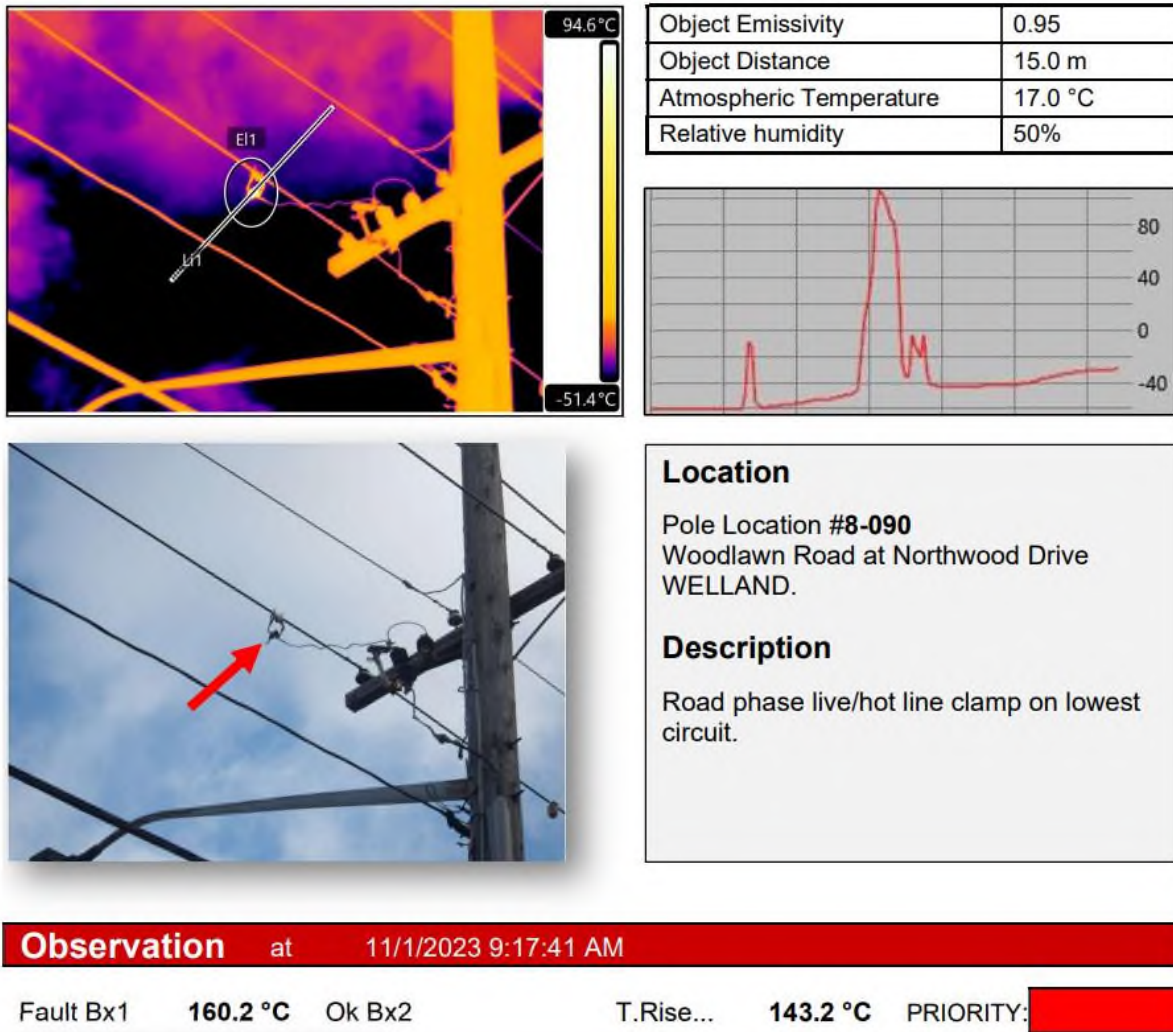 94.6°C
El1
Li1
-51.4°C
Object Emissivity 0.95
Object Distance 15.0 m
Atmospheric Temperature 17.0 °C
Relative humidity 50%
80
40
0
-40
Location
Pole Location #8-090
Woodlawn Road at Northwood Drive
WELLAND.
Description
Road phase live/hot line clamp on lowest
circuit.
Observation at 11/1/2023 9:17:41 AM
Fault Bx1 160.2 °C Ok Bx2 T.Rise... 143.2 °C PRIORITY: